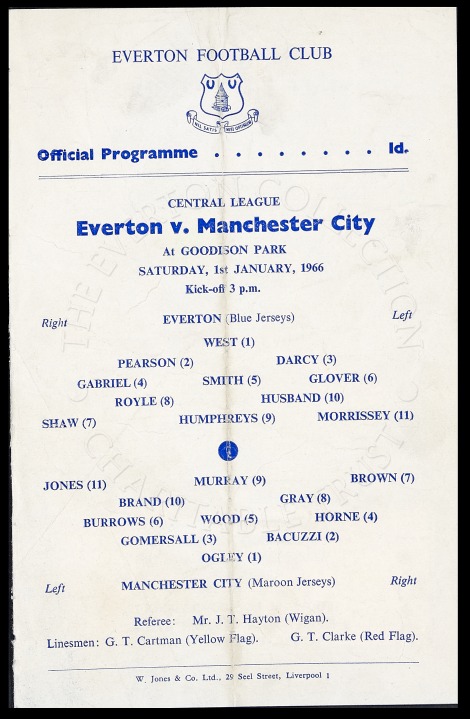 EVERTON FOOTBALL CLUB
NIL SATIS NISI OPTIMUM
Official Programme . . . . . . . . 1d.
CENTRAL LEAGUE
Everton v. Manchester City
At GOODISON PARK
SATURDAY, 1st JANUARY, 1966
Kick-off 3 p.m.
Right EVERTON (Blue Jerseys) Left
WEST (1)
PEARSON (2) DARCY (3)
GABRIEL (4) SMITH (5) GLOVER (6)
ROYLE (8) HUSBAND (10)
SHAW (7) HUMPHREYS (9) MORRISSEY (11)
JONES (11) MURRAY (9) BROWN (7)
BRAND (10) GRAY (8)
BURROWS (6) WOOD (5) HORNE (4)
GOMERSALL (3) BACUZZI (2)
OGLEY (1)
Left MANCHESTER CITY (Maroon Jerseys) Right
Referee: Mr. J. T. Hayton (Wigan).
Linesmen: G. T. Cartman (Yellow Flag). G. T. Clarke (Red Flag).
W. Jones & Co. Ltd., 29 Seel Street, Liverpool 1
THE EVERTON COLLECTION
CHARITABLE TRUST